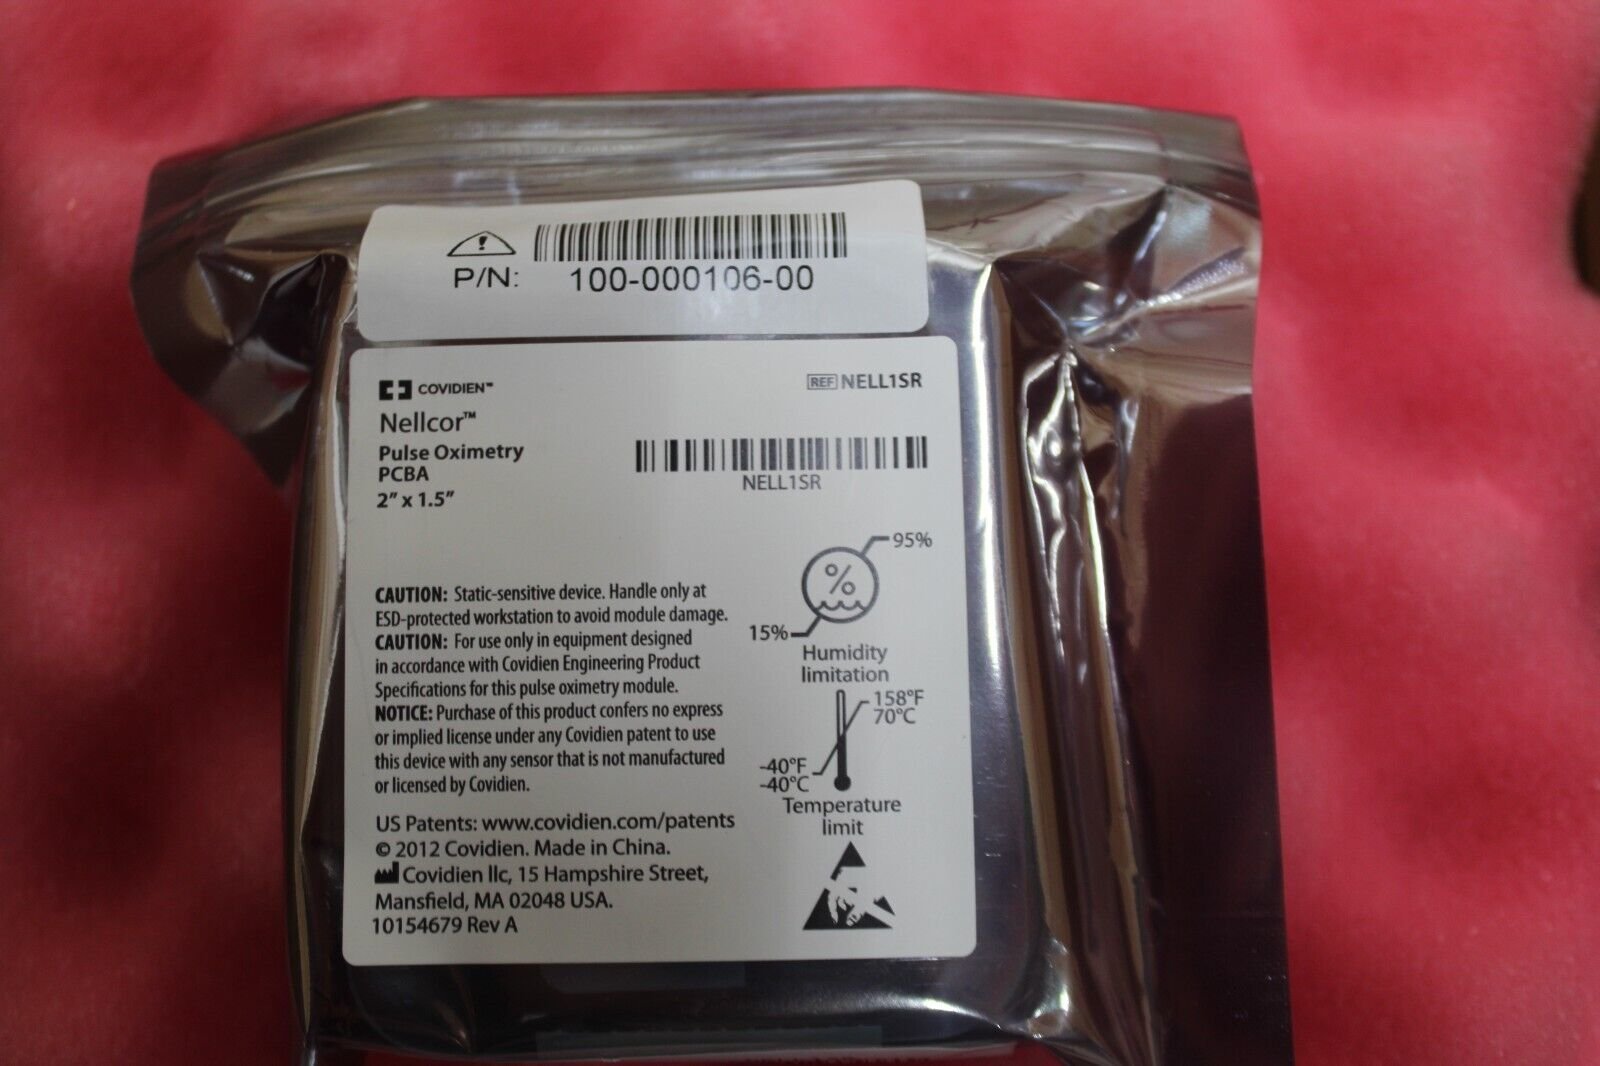 P/N: 100-000106-00
COVIDIEN™
REF NELL1SR
Nellcor™
Pulse Oximetry
PCBA
2” x 1.5”
NELL1SR
95%
%
15%
Humidity
limitation
158°F
70°C
-40°F
-40°C
Temperature
limit
CAUTION: Static-sensitive device. Handle only at
ESD-protected workstation to avoid module damage.
CAUTION: For use only in equipment designed
in accordance with Covidien Engineering Product
Specifications for this pulse oximetry module.
NOTICE: Purchase of this product confers no express
or implied license under any Covidien patent to use
this device with any sensor that is not manufactured
or licensed by Covidien.
US Patents: www.covidien.com/patents
© 2012 Covidien. Made in China.
Covidien llc, 15 Hampshire Street,
Mansfield, MA 02048 USA.
10154679 Rev A